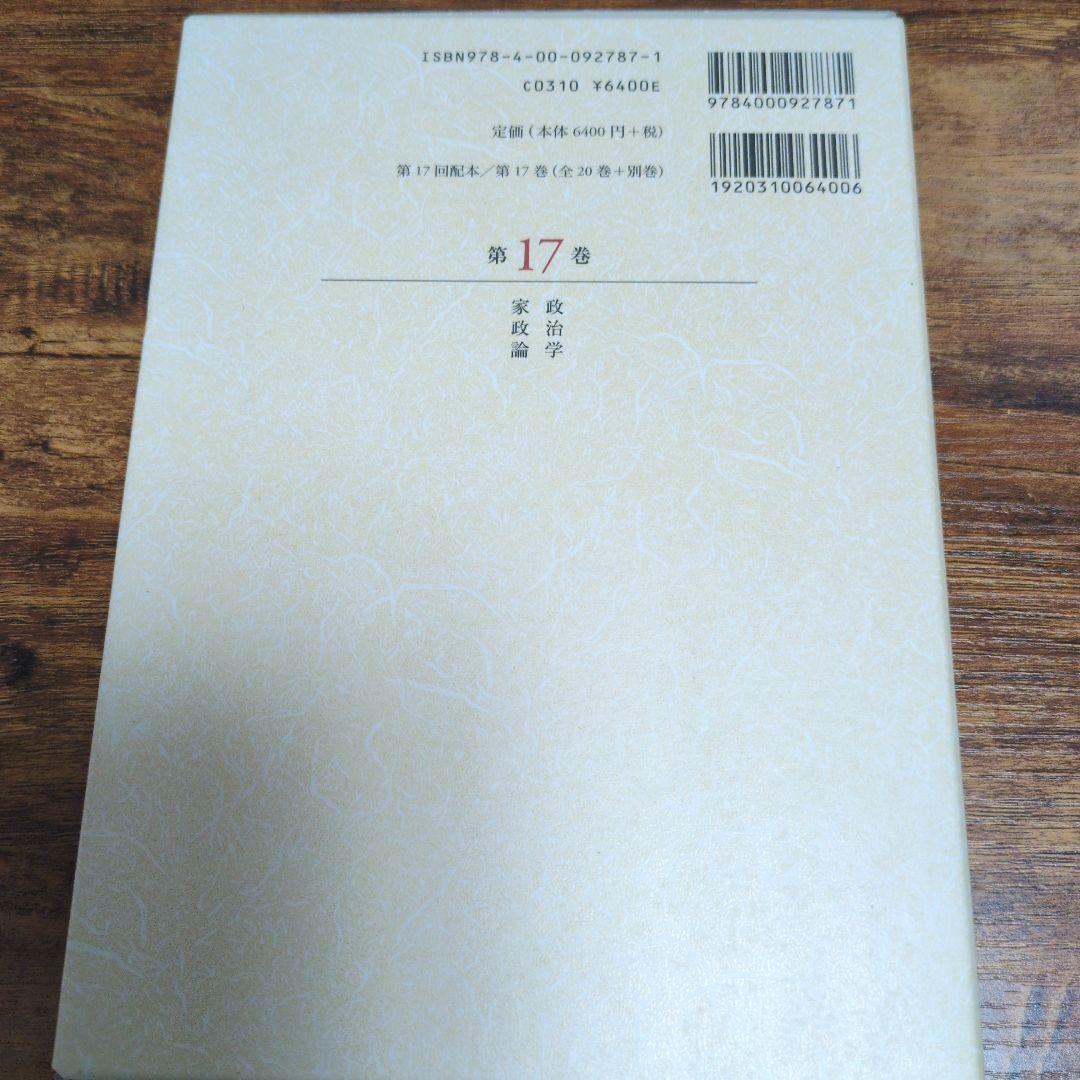 ISBN978-4-00-092787-1
C0310 ¥6400E
定価(本体 6400 円+税)
第 17 回配本/第 17 巻(全 20 巻+別巻)
9784000927871
1920310064006
第 17 巻
政治学
家政論